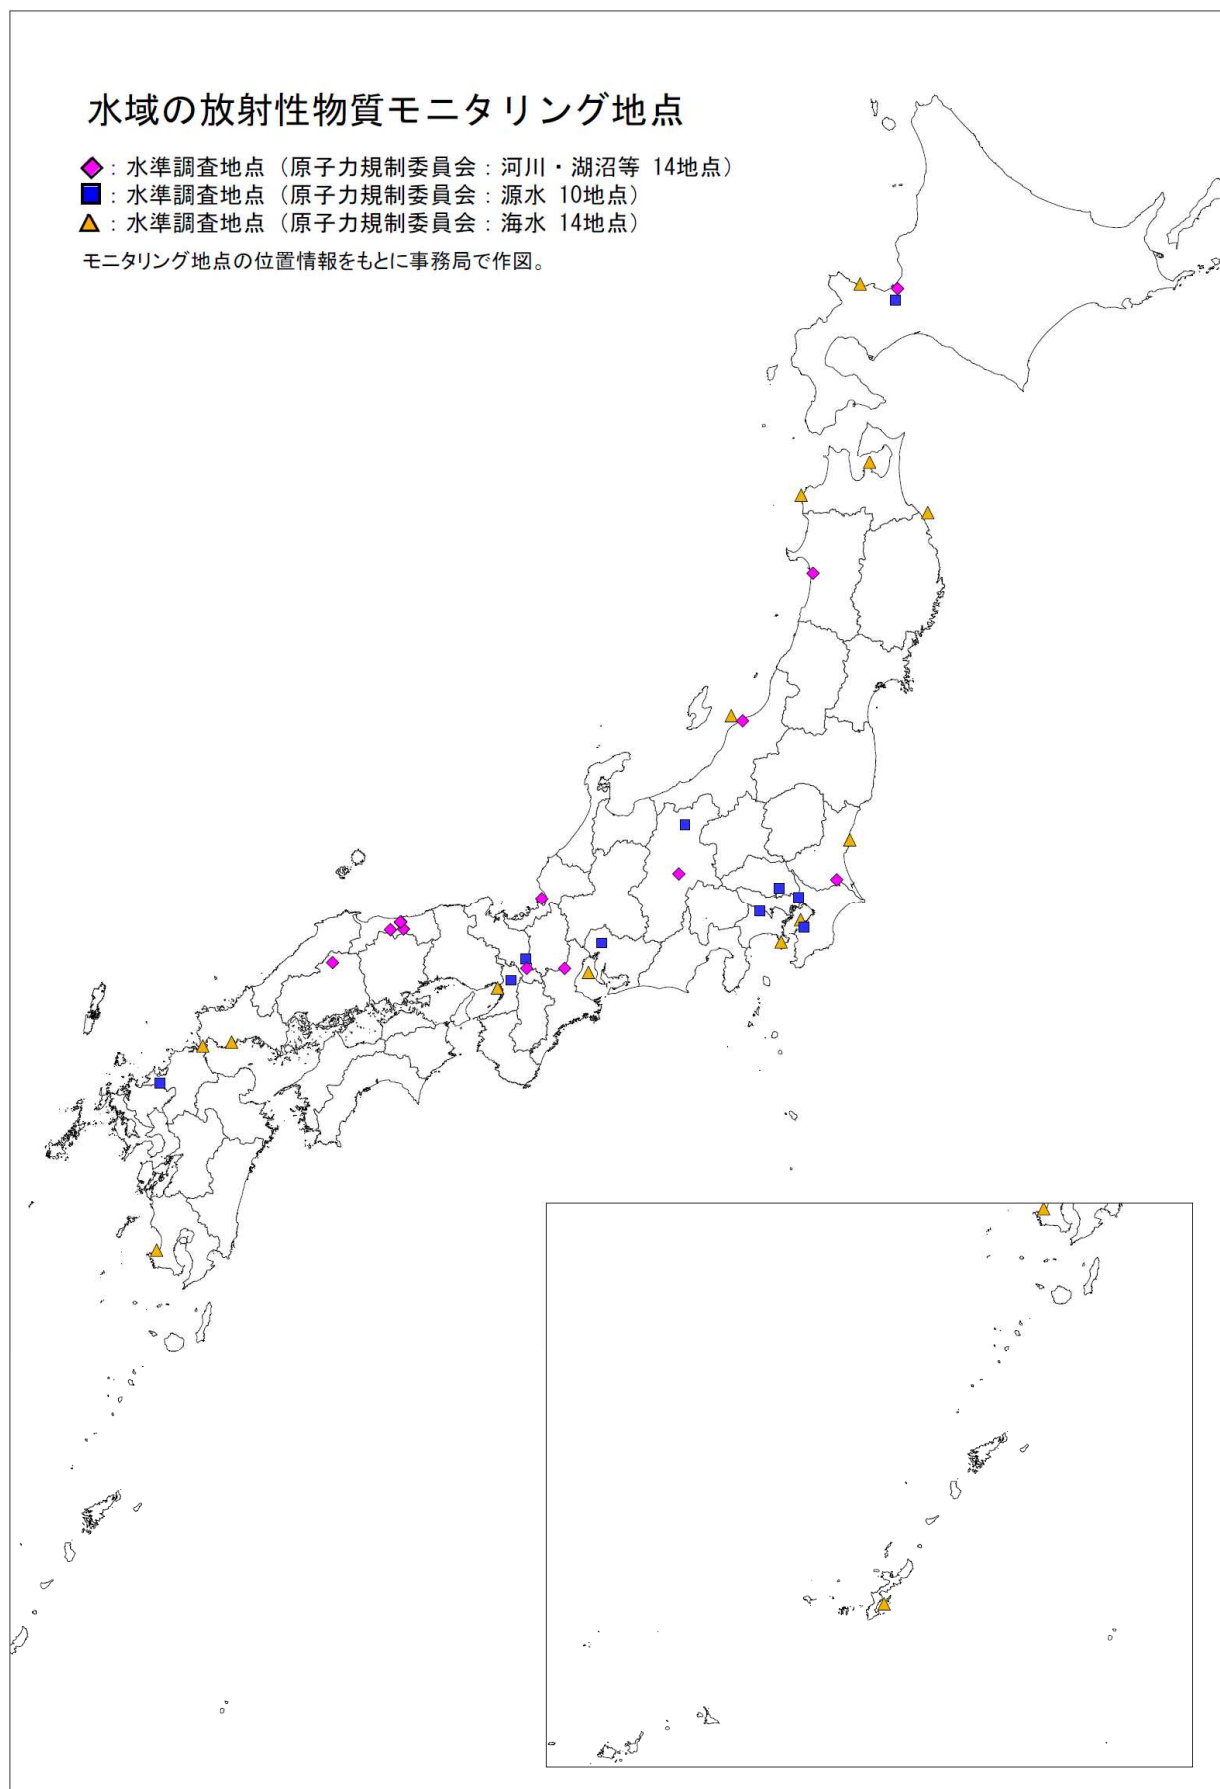 水域の放射性物質モニタリング地点
：水準調査地点（原子力規制委員会：河川・湖沼等 14地点）
：水準調査地点（原子力規制委員会：源水 10地点）
：水準調査地点（原子力規制委員会：海水 14地点）
モニタリング地点の位置情報をもとに事務局で作図。